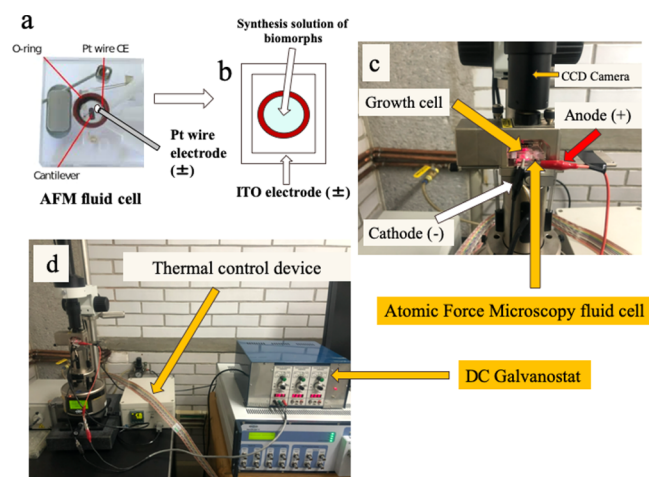 a
O-ring
Pt wire CE
Pt wire
electrode
(±)
Cantilever
AFM fluid cell
Synthesis solution of
biomorphs
b
ITO electrode (±)
c
CCD Camera
Growth cell
Anode (+)
Cathode (-)
Atomic Force Microscopy fluid cell
d
Thermal control device
DC Galvanostat